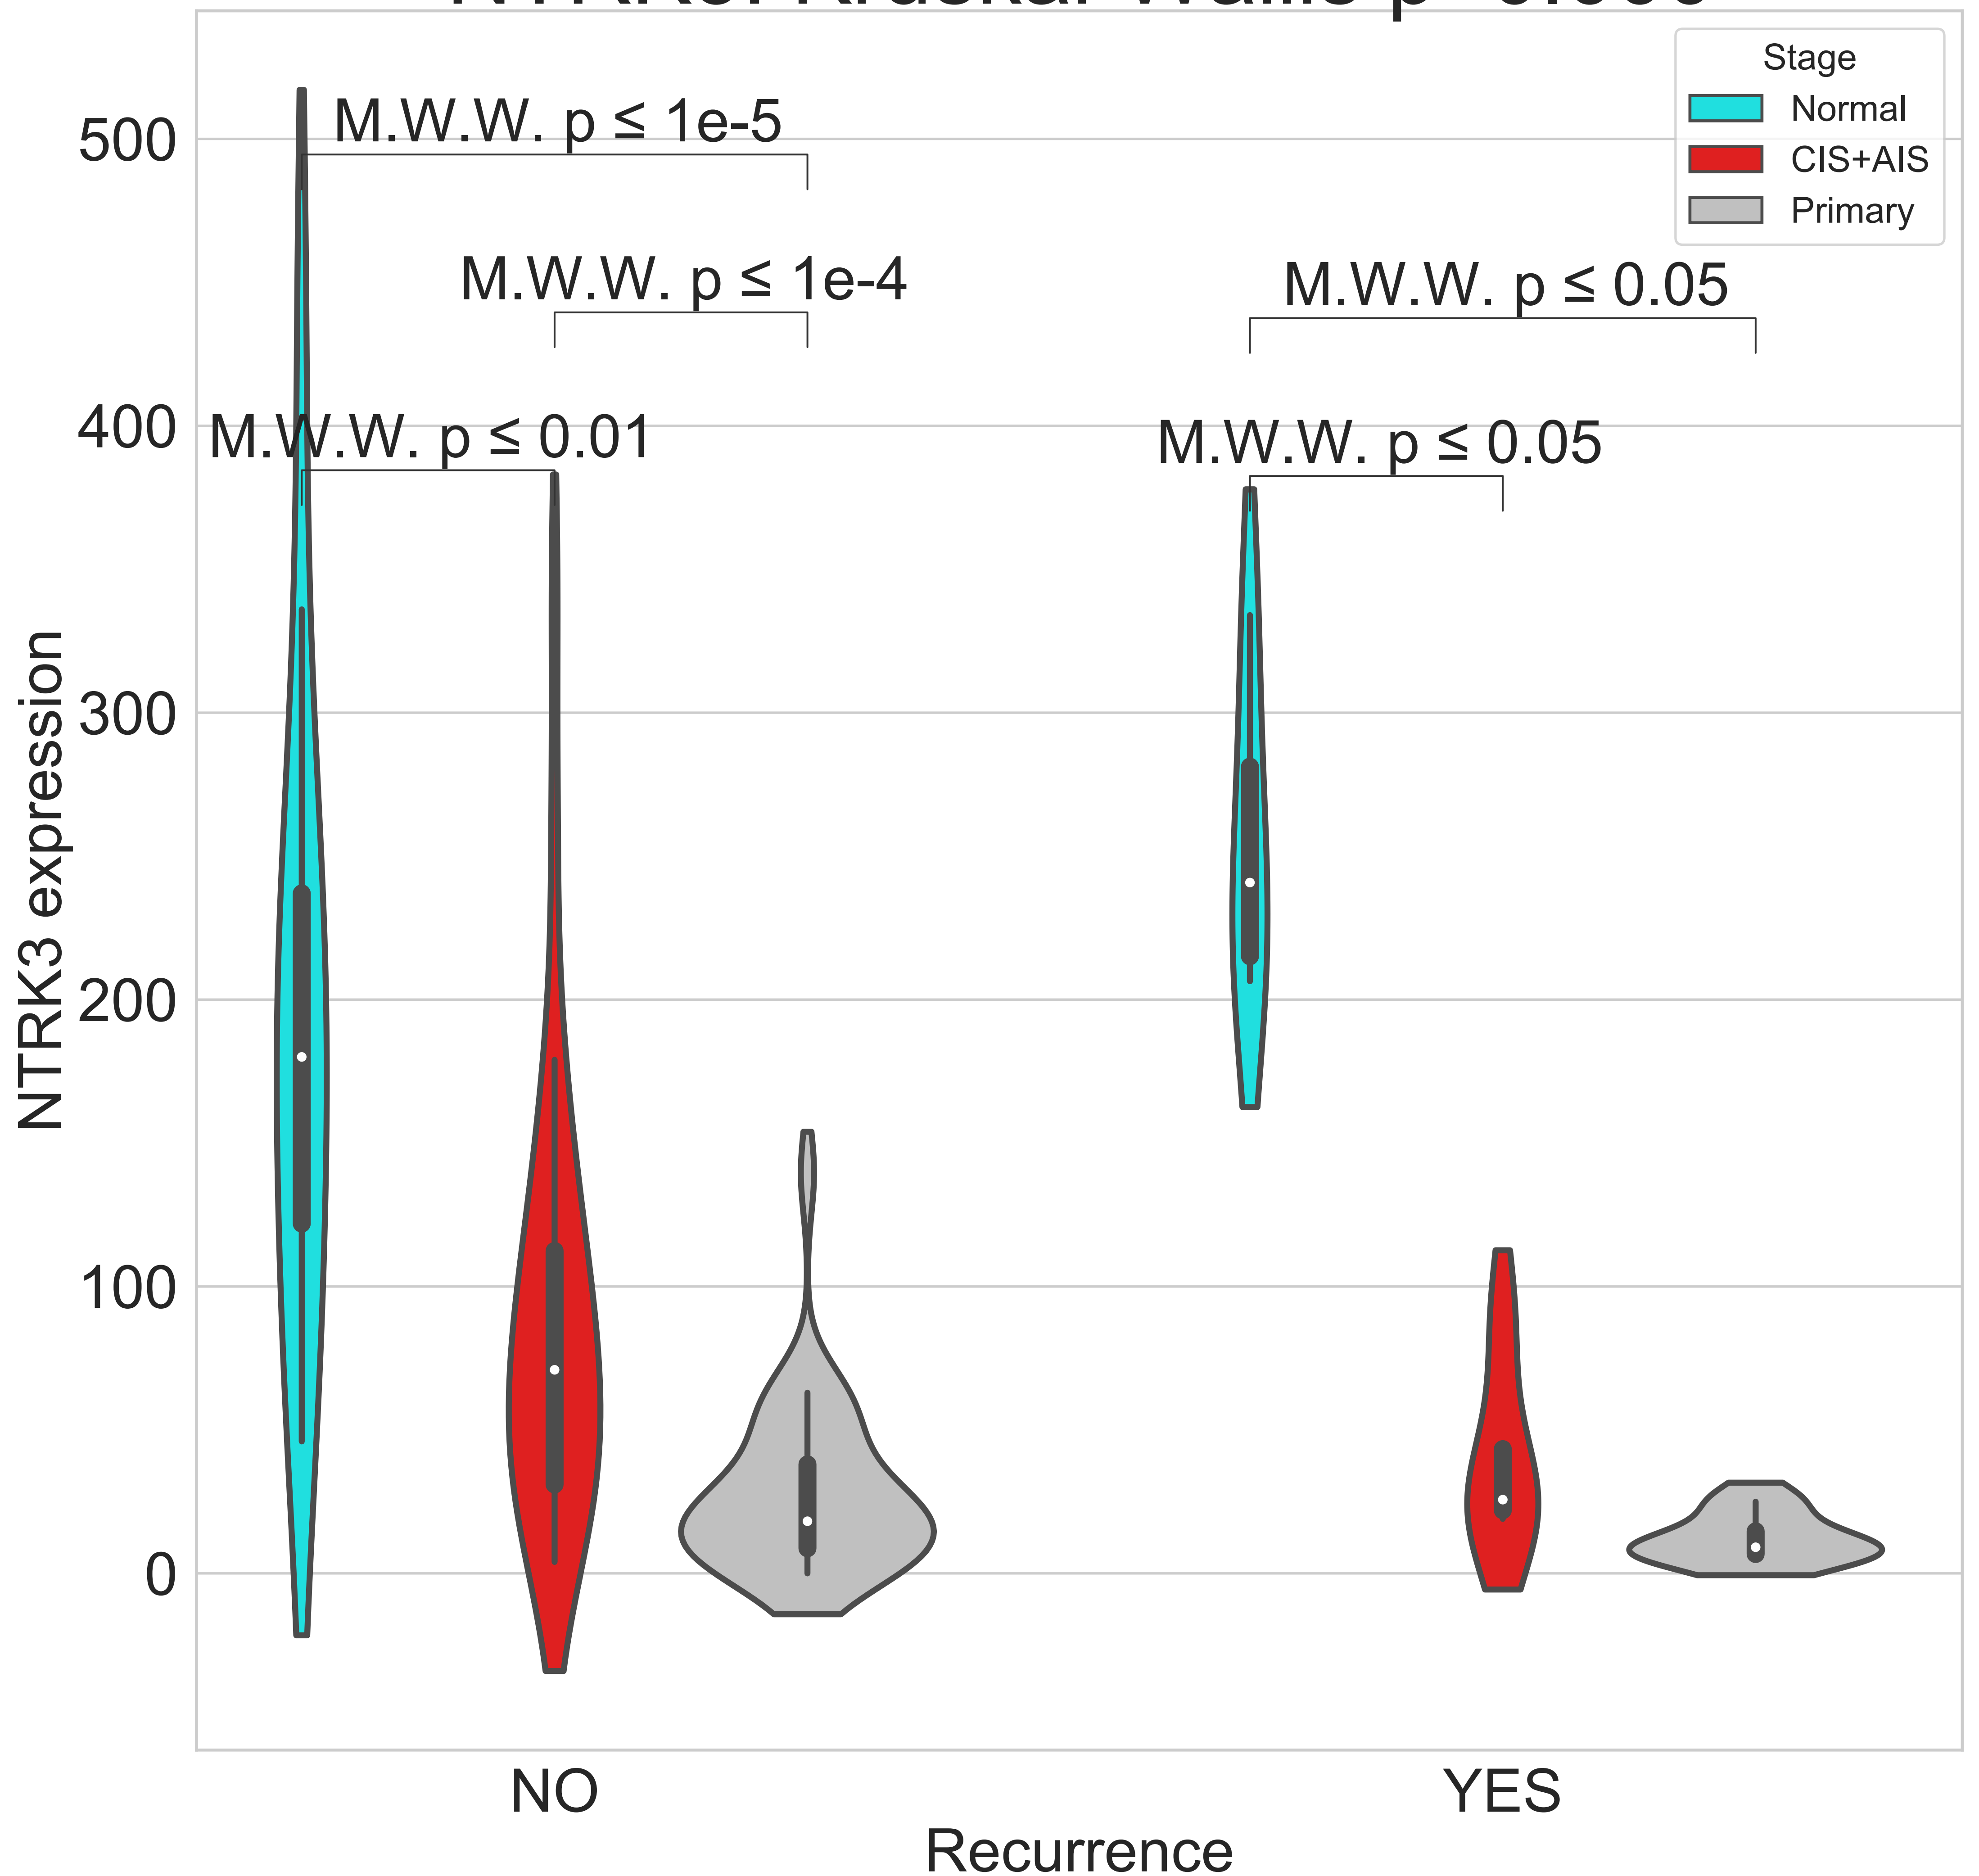 Stage
Normal
CIS+AIS
Primary
M.W.W. p ≤ 1e-5
M.W.W. p ≤ 1e-4
M.W.W. p ≤ 0.01
M.W.W. p ≤ 0.05
M.W.W. p ≤ 0.05
500
400
300
200
100
0
NTRK3 expression
NO
YES
Recurrence